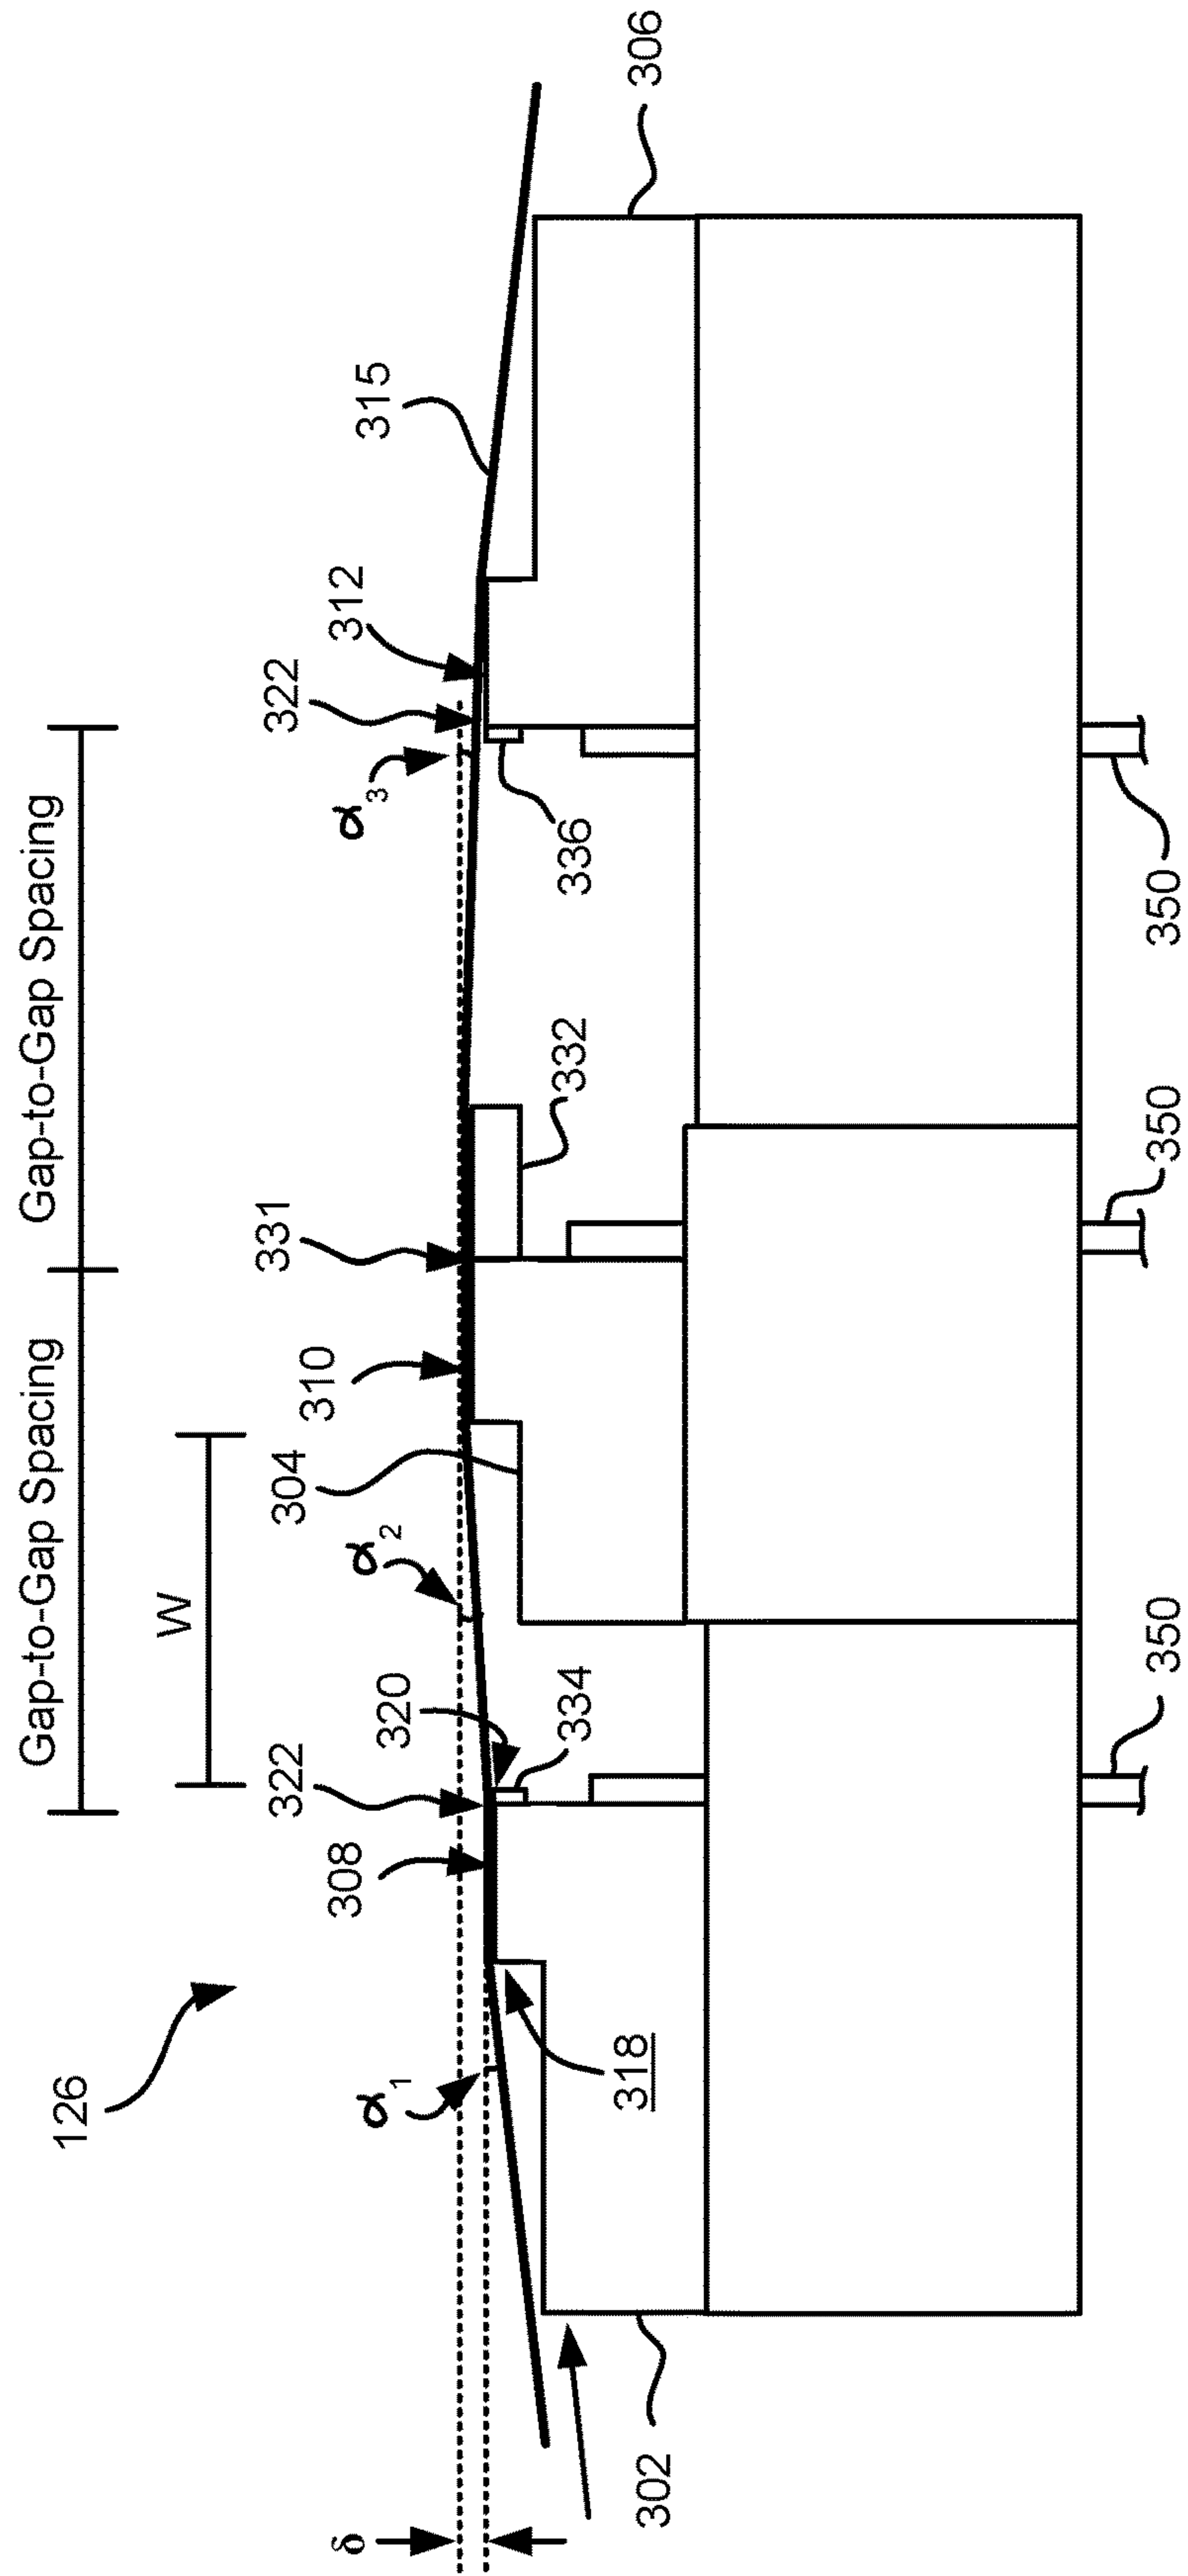 Gap-to-Gap Spacing
Gap-to-Gap Spacing
126
W
322
304
331
322
308
310
312
δ
α1
α2
α3
315
320
318
334
332
336
302
306
350
350
350